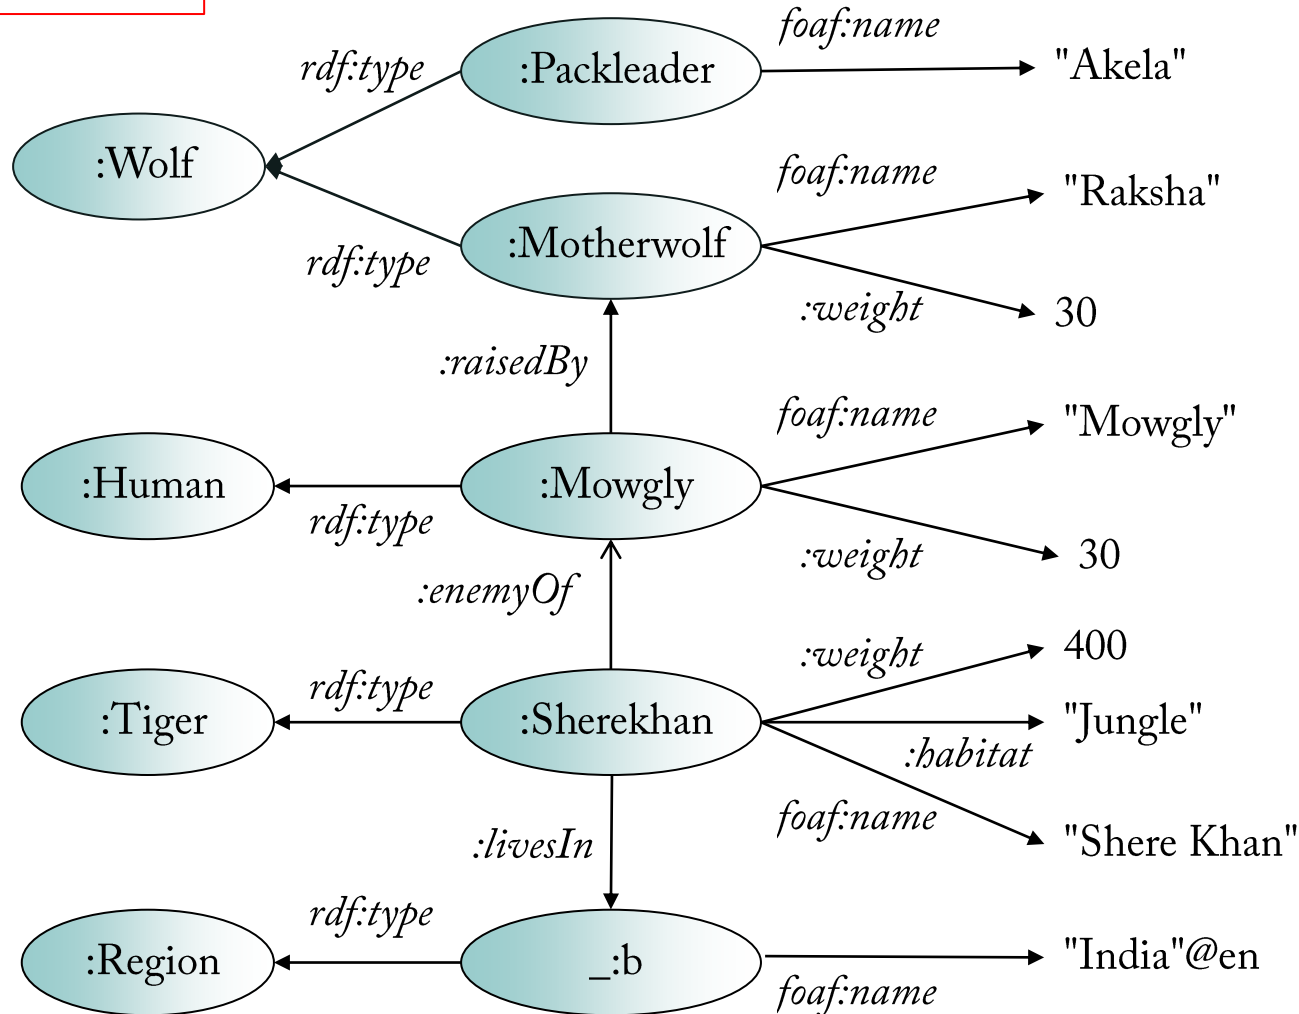 foaf:name
rdf:type
:Packleader
"Akela"
:Wolf
foaf:name
"Raksha"
:Motherwolf
rdf:type
:weight
30
:raisedBy
foaf:name
"Mowgly"
:Human
:Mowgly
rdf:type
:weight
30
:enemyOf
:weight
400
rdf:type
:Tiger
:Sherekhan
"Jungle"
:habitat
foaf:name
"Shere Khan"
:livesIn
rdf:type
:Region
_:b
"India"@en
foaf:name